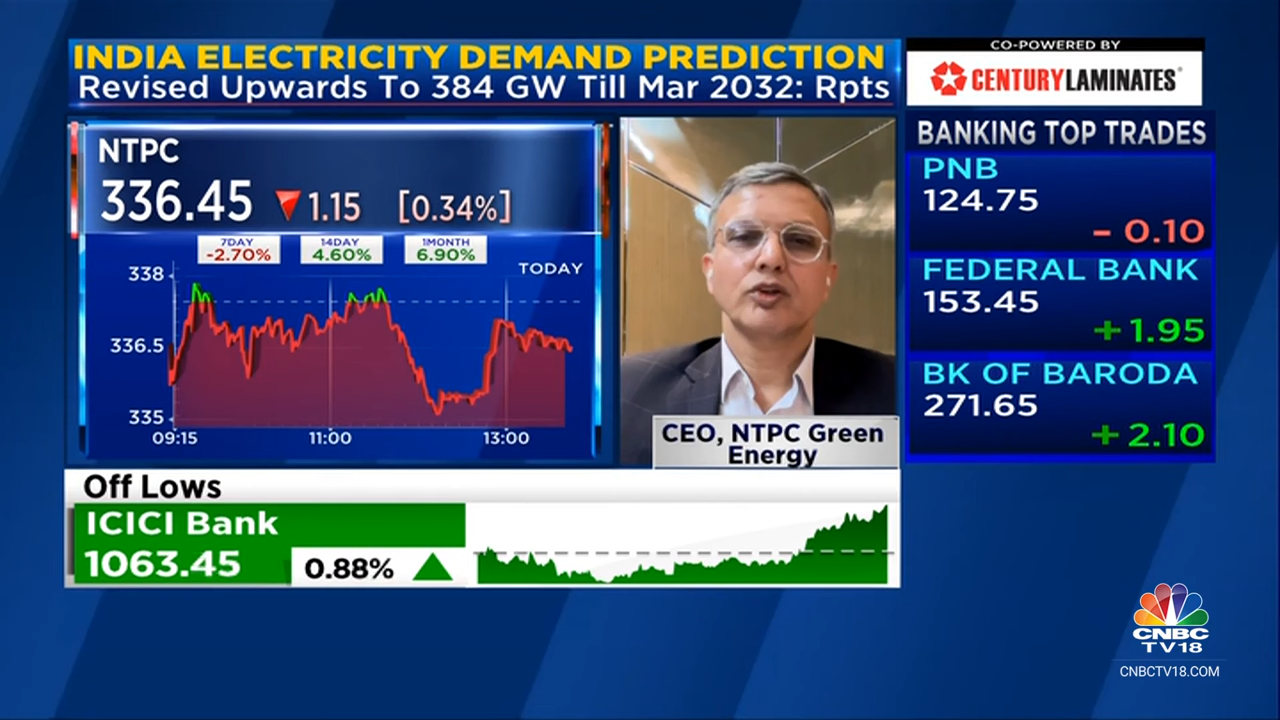 INDIA ELECTRICITY DEMAND PREDICTION
Revised Upwards To 384 GW Till Mar 2032: Rpts
CO-POWERED BY
CENTURYLAMINATES®
NTPC
336.45 ▼ 1.15 [0.34%]
7DAY
-2.70%
14DAY
4.60%
1MONTH
6.90%
TODAY
338
336.5
335
09:15 11:00 13:00
CEO, NTPC Green
Energy
BANKING TOP TRADES
PNB
124.75
- 0.10
FEDERAL BANK
153.45
+ 1.95
BK OF BARODA
271.65
+ 2.10
Off Lows
ICICI Bank
1063.45
0.88% ▲
CNBC
TV18
CNBCTV18.COM